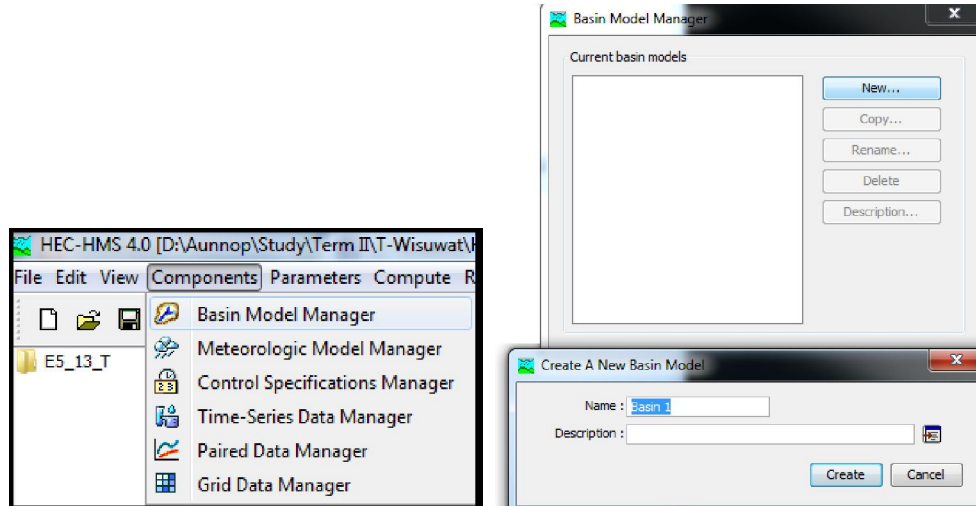 HEC-HMS 4.0 [D:\Aunnop\Study\Term II\T-Wisuwat\
File Edit View Components Parameters Compute
Basin Model Manager
Meteorologic Model Manager
Control Specifications Manager
Time-Series Data Manager
Paired Data Manager
Grid Data Manager
E5_13_T
Basin Model Manager
Current basin models
New...
Copy...
Rename...
Delete
Description...
Create A New Basin Model
Name : Basin 1
Description :
Create Cancel